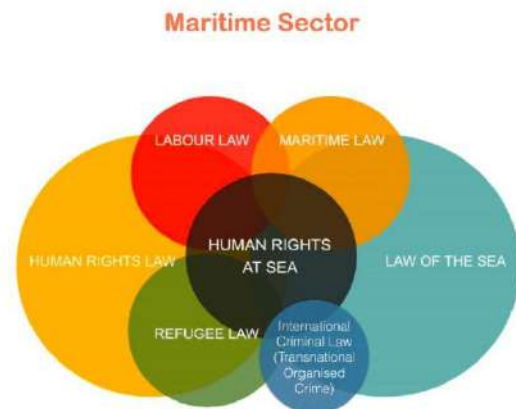 Maritime Sector
LABOUR LAW
MARITIME LAW
HUMAN RIGHTS LAW
HUMAN RIGHTS
AT SEA
LAW OF THE SEA
REFUGEE LAW
International
Criminal Law
(Transnational
Organised
Crime)